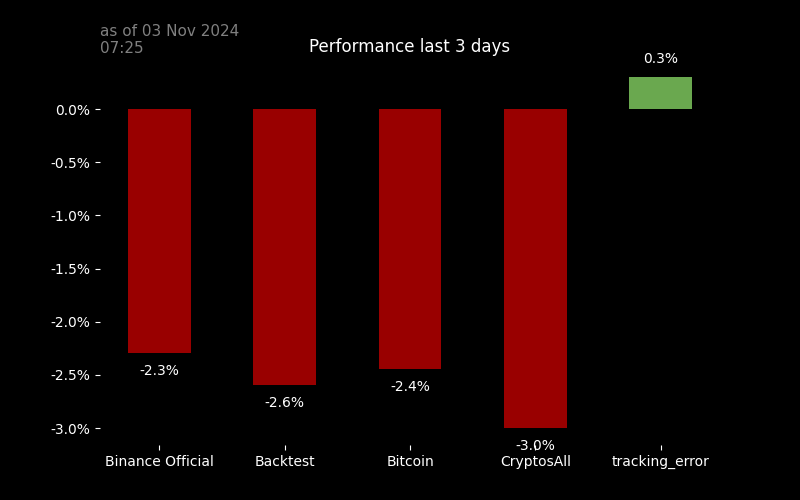 as of 03 Nov 2024
07:25
Performance last 3 days
0.3%
0.0%
-0.5%
-1.0%
-1.5%
-2.0%
-2.5%
-3.0%
-2.3%
-2.6%
-2.4%
-3.0%
Binance Official
Backtest
Bitcoin
CryptosAll
tracking_error